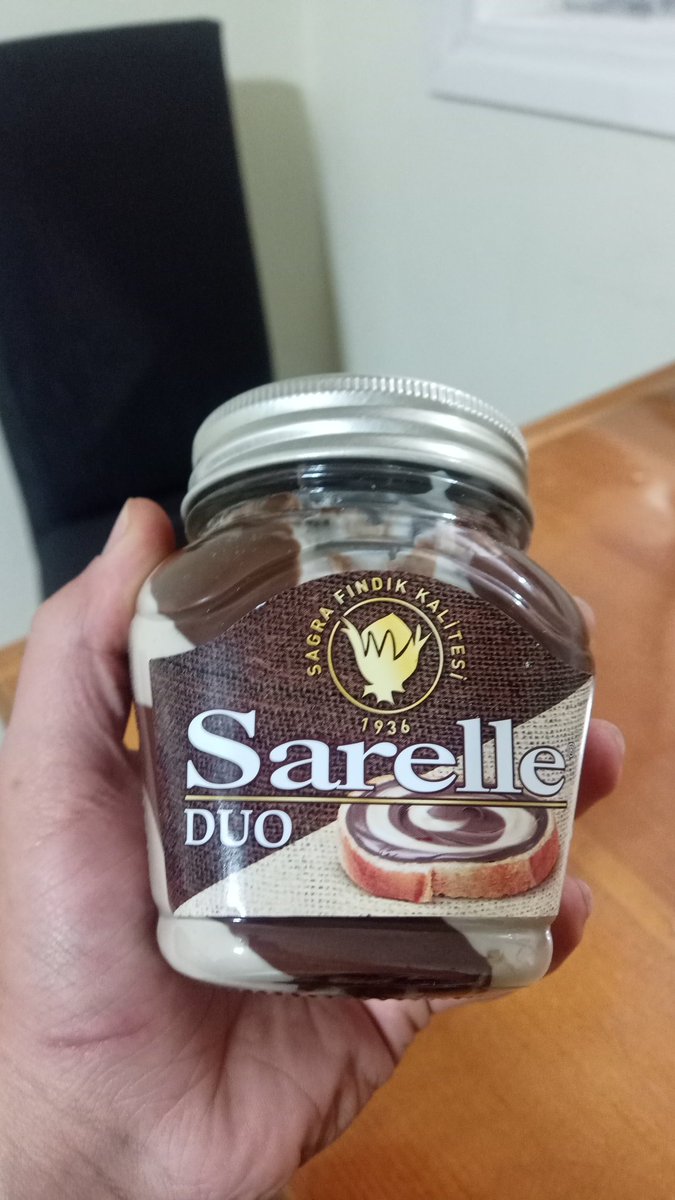 SAGRA FINDIK KALİTESİ
1936
Sarelle
DUO